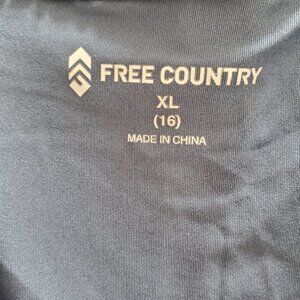 FREE COUNTRY
XL
(16)
MADE IN CHINA